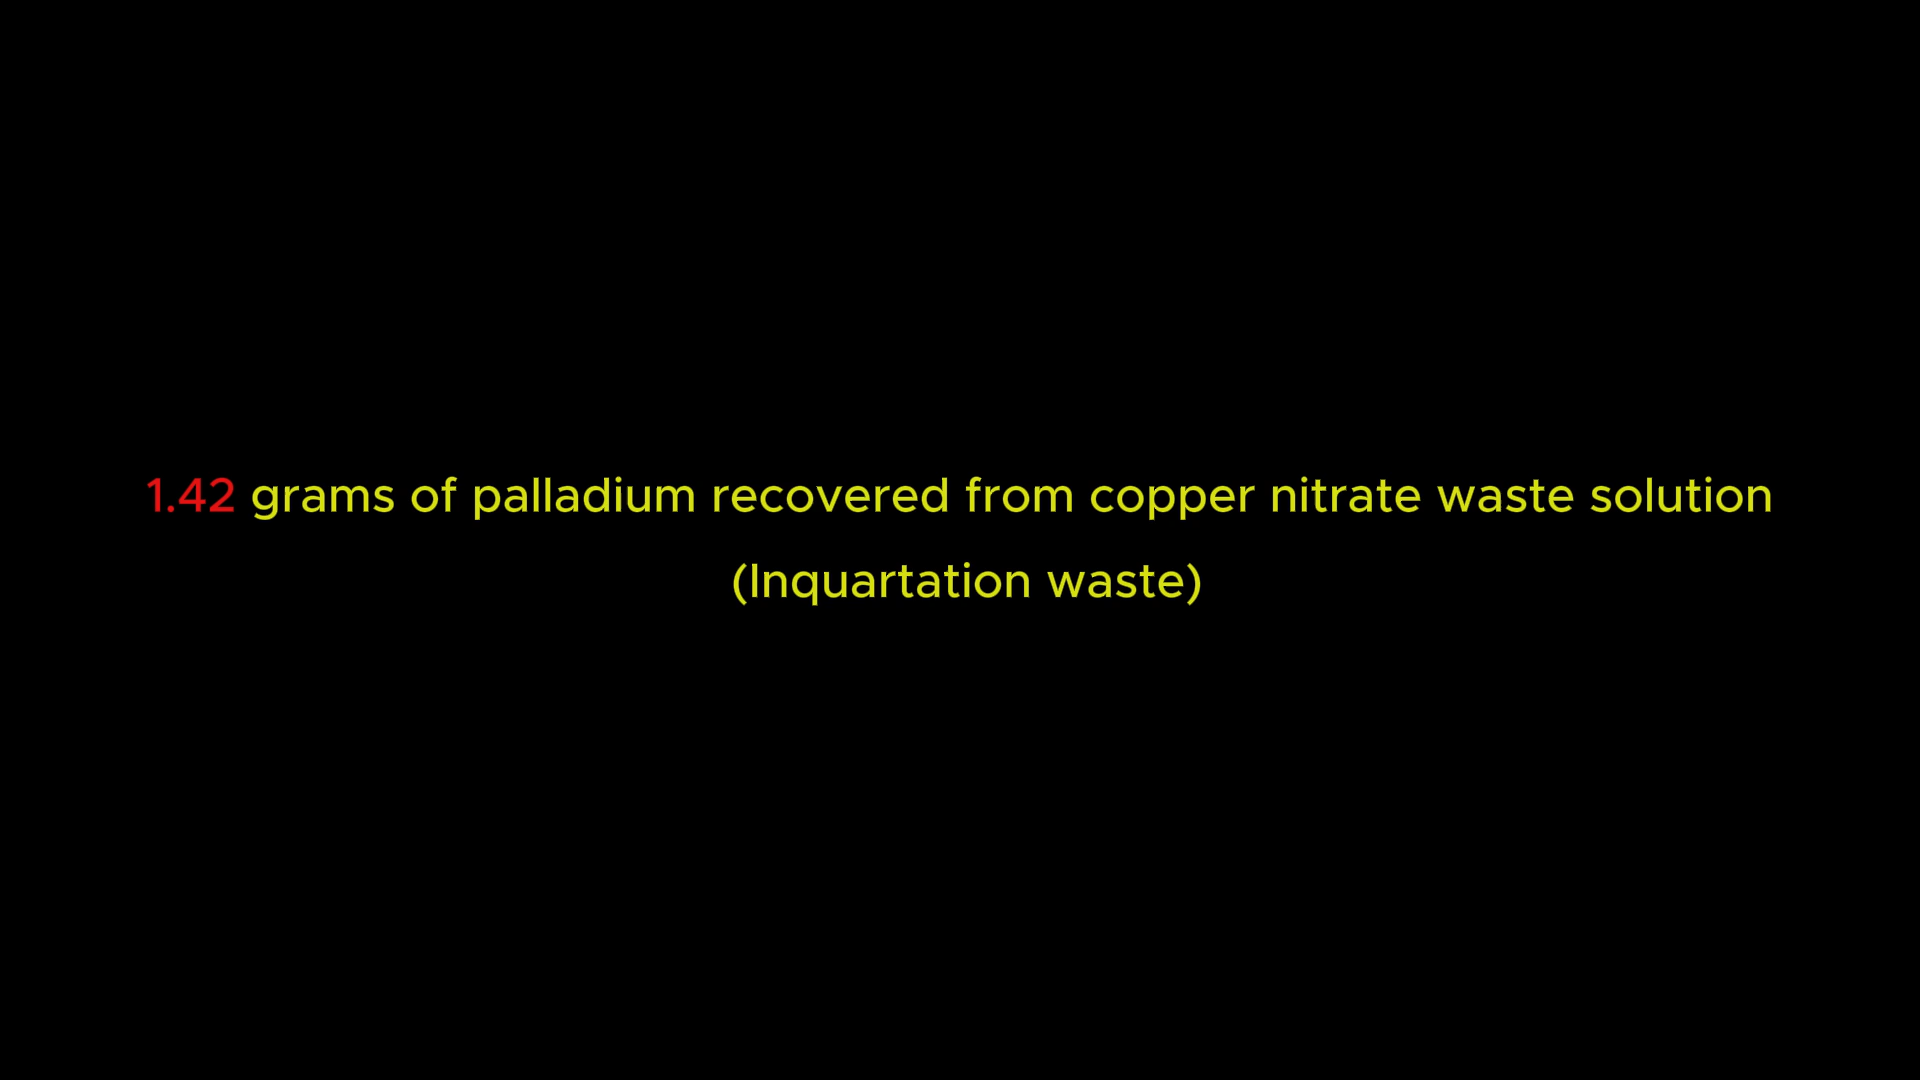 1.42 grams of palladium recovered from copper nitrate waste solution
(Inquartation waste)